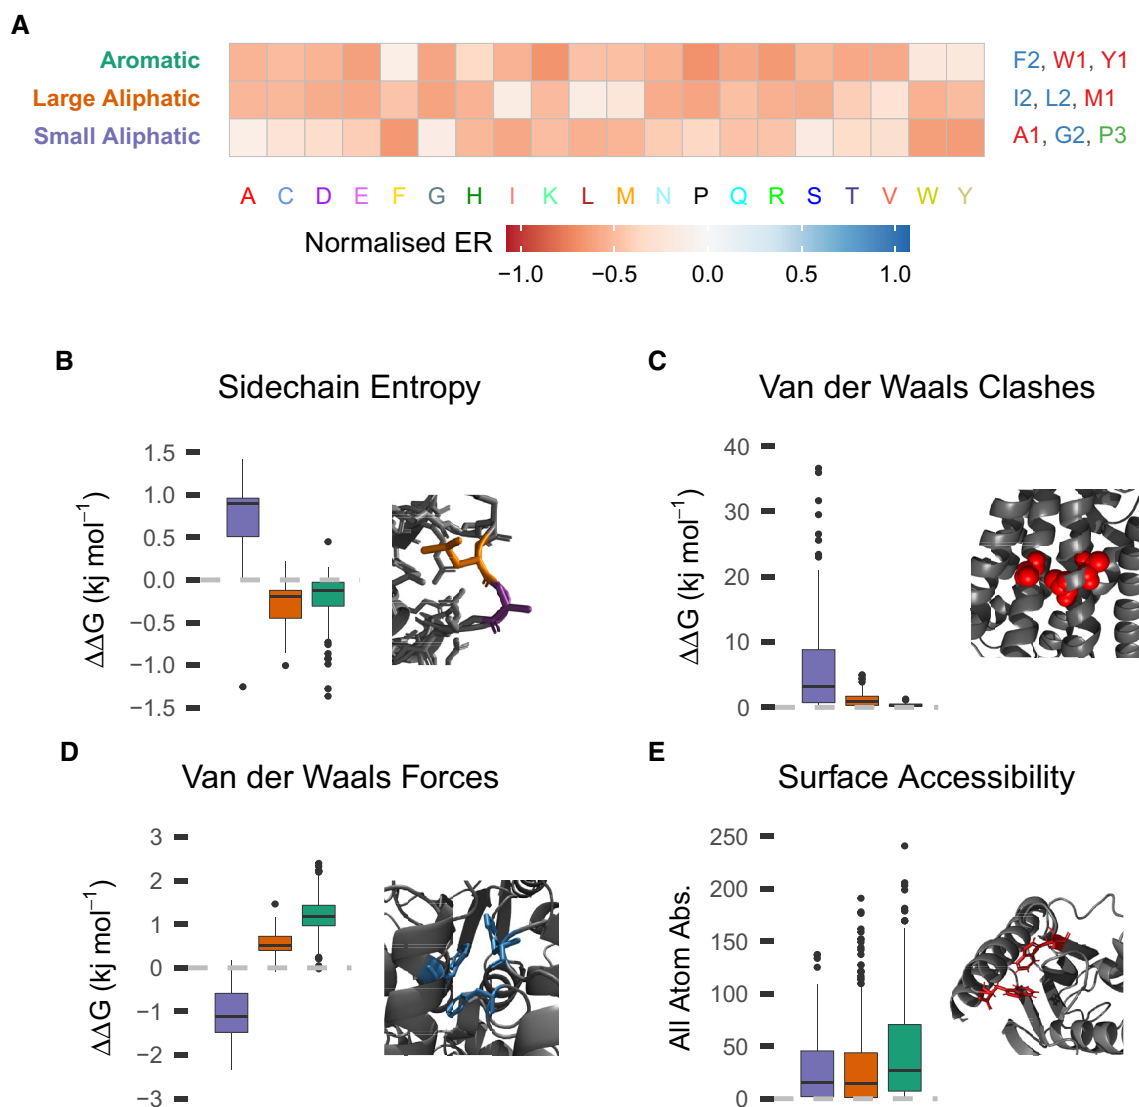 A
Aromatic F2, W1, Y1
Large Aliphatic I2, L2, M1
Small Aliphatic A1, G2, P3
A C D E F G H I K L M N P Q R S T V W Y
Normalised ER
−1.0 −0.5 0.0 0.5 1.0
B
Sidechain Entropy
ΔΔG (kj mol⁻¹)
1.5
1.0
0.5
0.0
−0.5
−1.0
−1.5
C
Van der Waals Clashes
ΔΔG (kj mol⁻¹)
40
30
20
10
0
D
Van der Waals Forces
ΔΔG (kj mol⁻¹)
3
2
1
0
−1
−2
−3
E
Surface Accessibility
All Atom Abs.
250
200
150
100
50
0